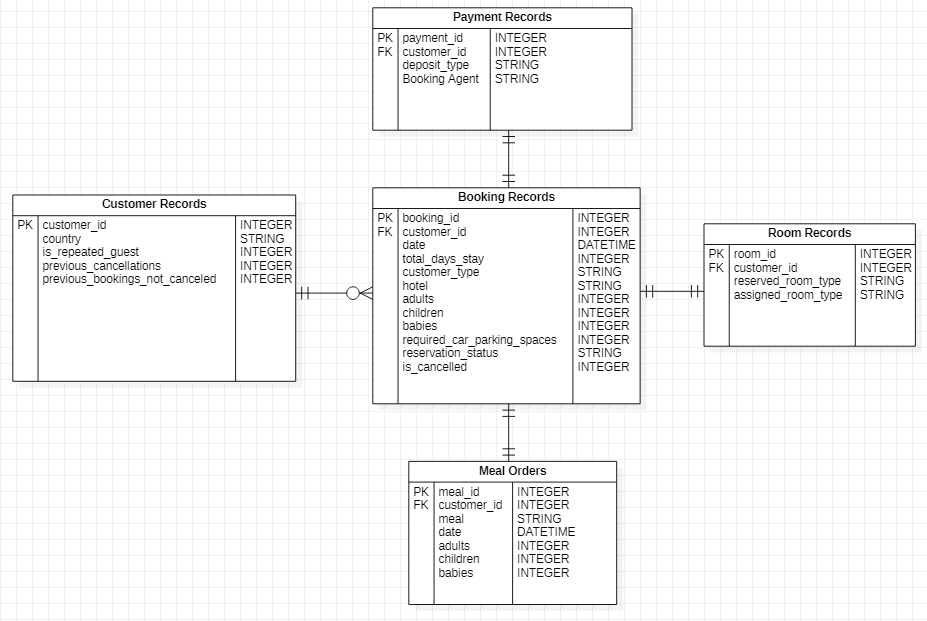 Payment Records
PK payment_id INTEGER
FK customer_id INTEGER
deposit_type STRING
Booking Agent STRING
Customer Records
PK customer_id INTEGER
country STRING
is_repeated_guest INTEGER
previous_cancellations INTEGER
previous_bookings_not_canceled INTEGER
Booking Records
PK booking_id INTEGER
FK customer_id INTEGER
date DATETIME
total_days_stay INTEGER
customer_type STRING
hotel STRING
adults INTEGER
children INTEGER
babies INTEGER
required_car_parking_spaces INTEGER
reservation_status STRING
is_cancelled INTEGER
Room Records
PK room_id INTEGER
FK customer_id INTEGER
reserved_room_type STRING
assigned_room_type STRING
Meal Orders
PK meal_id INTEGER
FK customer_id INTEGER
meal STRING
date DATETIME
adults INTEGER
children INTEGER
babies INTEGER